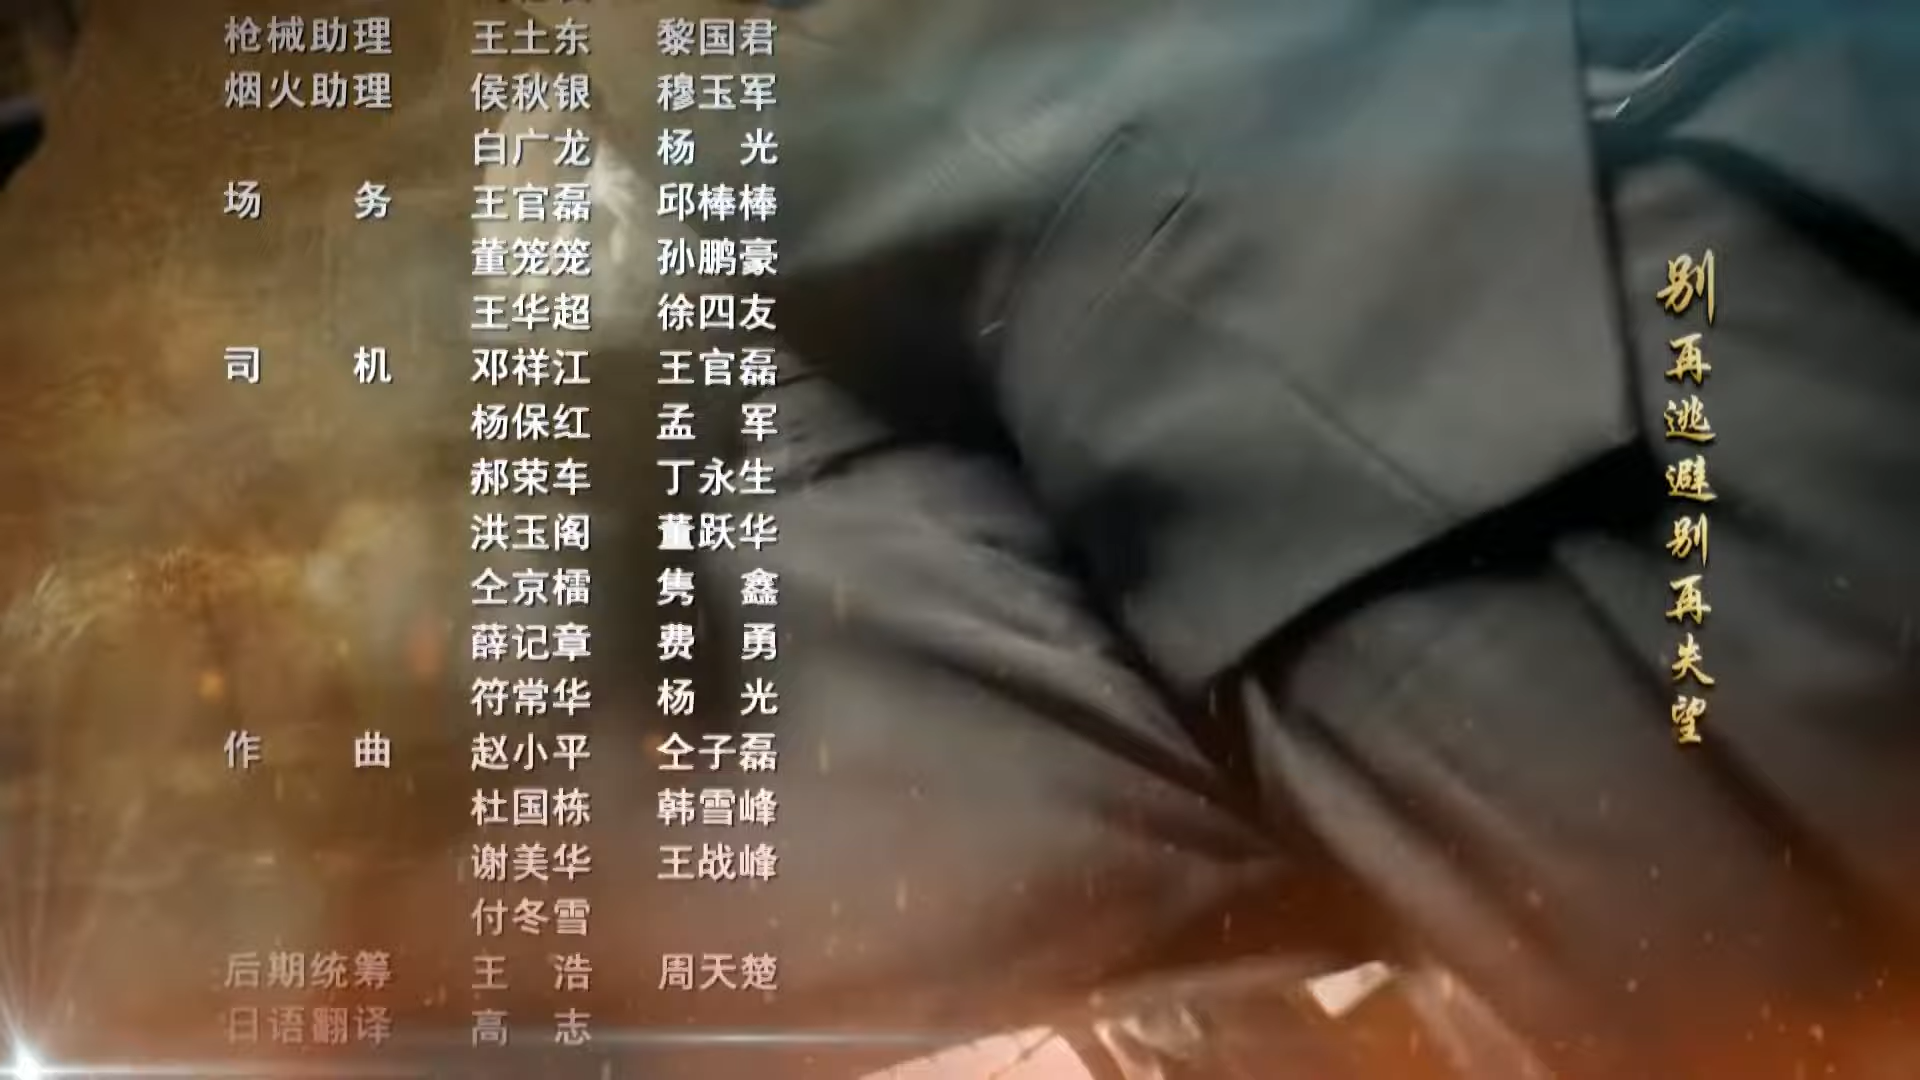 枪械助理 王土东 黎国君
烟火助理 侯秋银 穆玉军
白广龙 杨光
场务 王官磊 邱棒棒
董笼笼 孙鹏豪
王华超 徐四友
司机 邓祥江 王官磊
杨保红 孟军
郝荣车 丁永生
洪玉阁 董跃华
仝京檑 隽鑫
薛记章 费勇
符常华 杨光
作曲 赵小平 仝子磊
杜国栋 韩雪峰
谢美华 王战峰
付冬雪
后期统筹 王浩 周天楚
日语翻译 高志
别再逃避别再失望